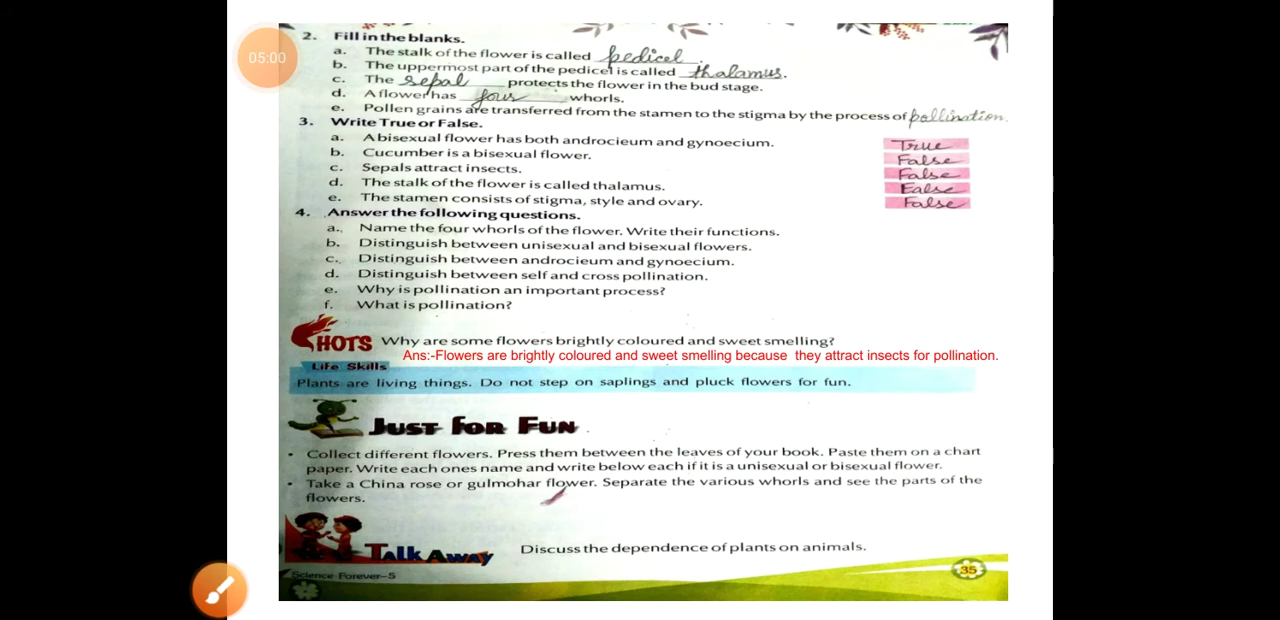 05:00
2. Fill in the blanks.
a. The stalk of the flower is called pedicel.
b. The uppermost part of the pedicel is called thalamus.
c. The sepal protects the flower in the bud stage.
d. A flower has four whorls.
e. Pollen grains are transferred from the stamen to the stigma by the process of pollination.
3. Write True or False.
a. A bisexual flower has both androcieum and gynoecium. True
b. Cucumber is a bisexual flower. False
c. Sepals attract insects. False
d. The stalk of the flower is called thalamus. False
e. The stamen consists of stigma, style and ovary. False
4. Answer the following questions.
a. Name the four whorls of the flower. Write their functions.
b. Distinguish between unisexual and bisexual flowers.
c. Distinguish between androcieum and gynoecium.
d. Distinguish between self and cross pollination.
e. Why is pollination an important process?
f. What is pollination?
HOTS Why are some flowers brightly coloured and sweet smelling?
Ans:-Flowers are brightly coloured and sweet smelling because they attract insects for pollination.
Life Skills
Plants are living things. Do not step on saplings and pluck flowers for fun.
JUST FOR FUN
• Collect different flowers. Press them between the leaves of your book. Paste them on a chart
paper. Write each ones name and write below each if it is a unisexual or bisexual flower.
• Take a China rose or gulmohar flower. Separate the various whorls and see the parts of the
flowers.
TALK AWAY Discuss the dependence of plants on animals.
35
Science Forever-5